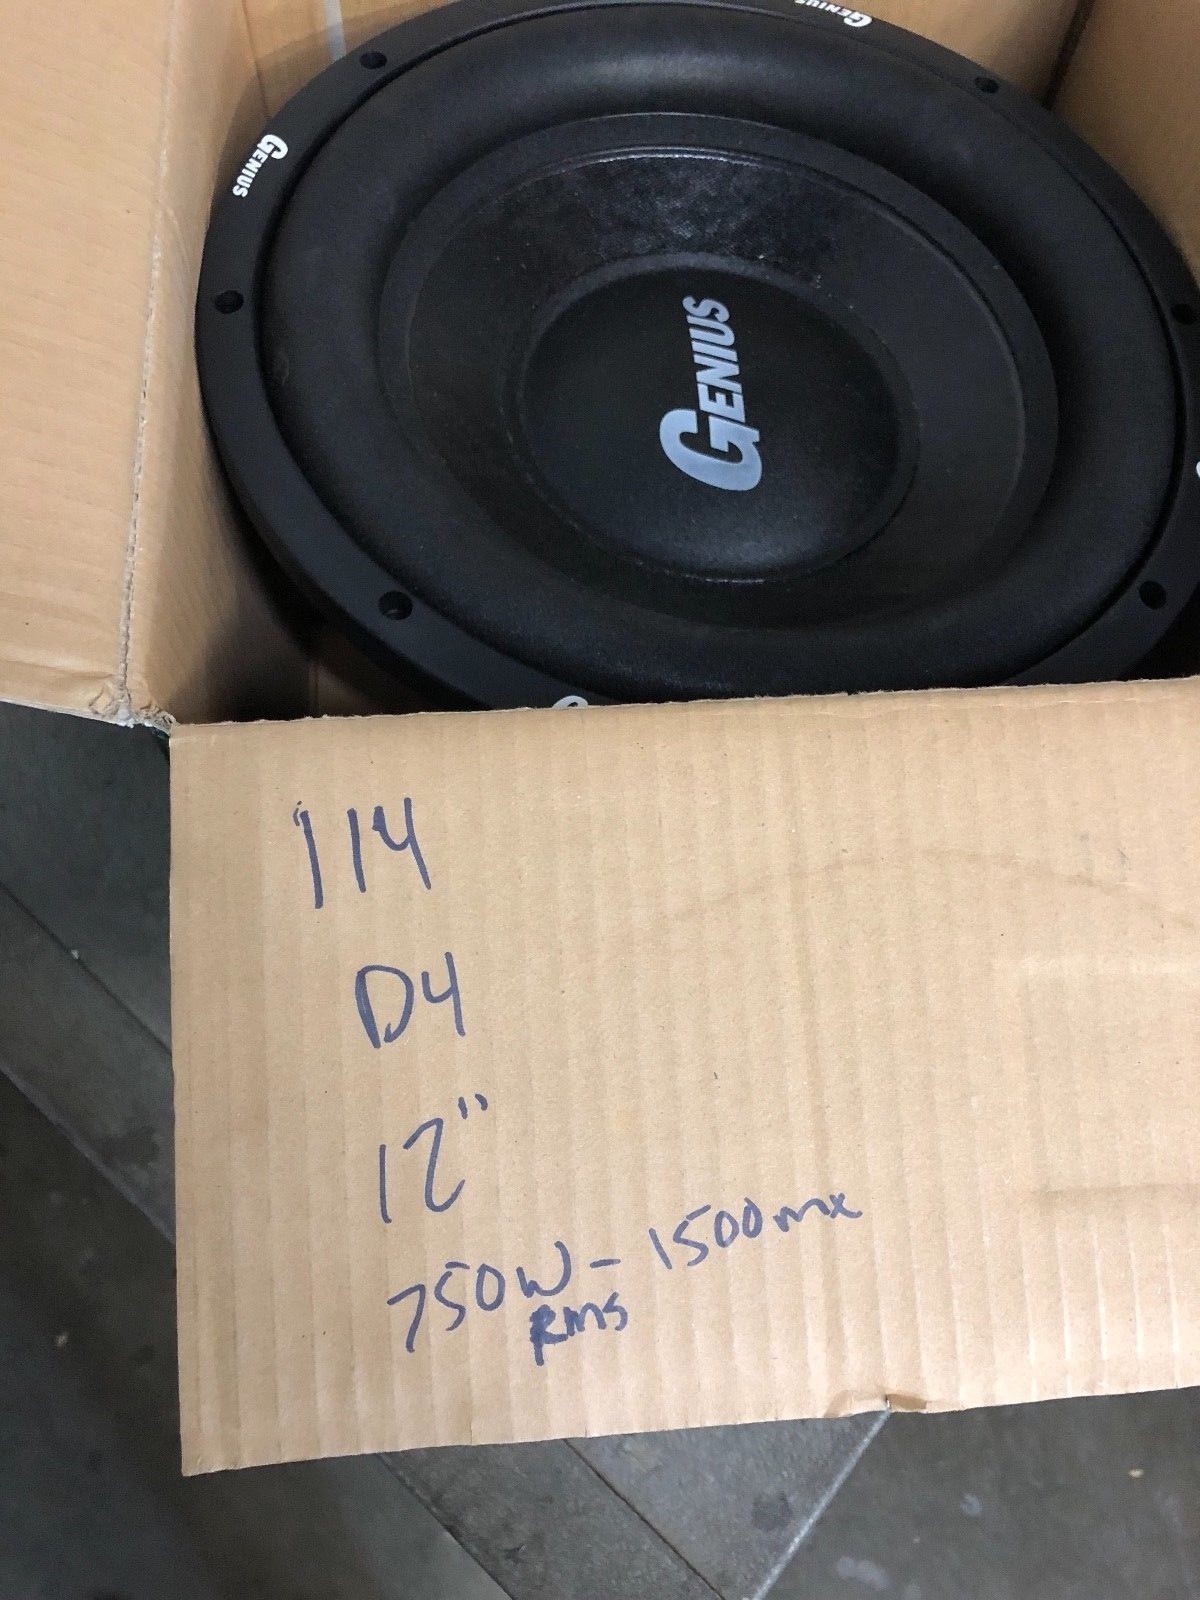 GENIUS
GENIUS
GENIUS
114
D4
12"
750W - 1500mx
RMS